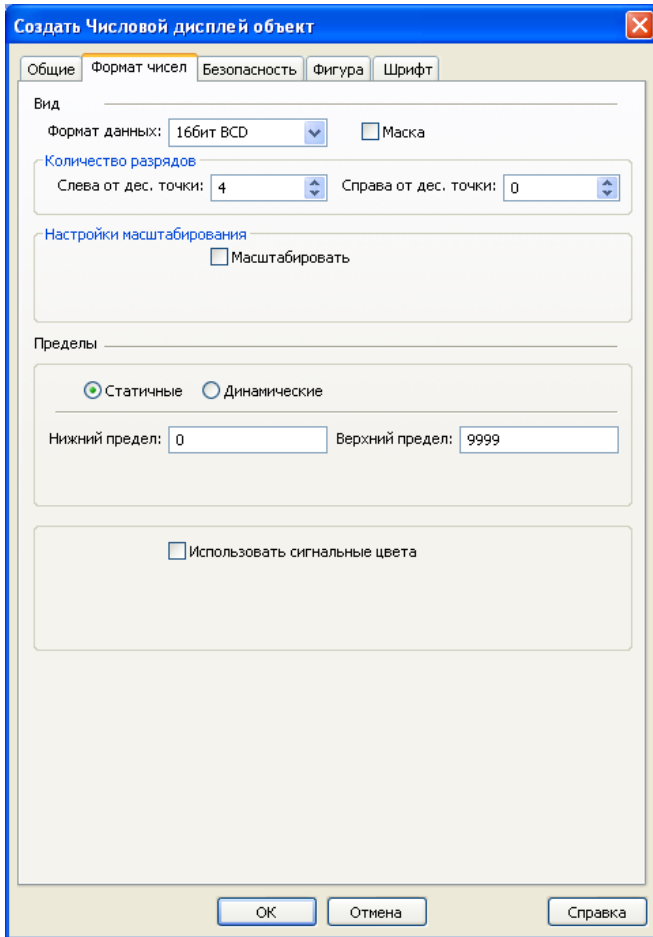 Создать Числовой дисплей объект
Общие Формат чисел Безопасность Фигура Шрифт
Вид
Формат данных: 16бит BCD Маска
Количество разрядов
Слева от дес. точки: 4 Справа от дес. точки: 0
Настройки масштабирования
Масштабировать
Пределы
Статичные Динамические
Нижний предел: 0 Верхний предел: 9999
Использовать сигнальные цвета
ОК Отмена Справка